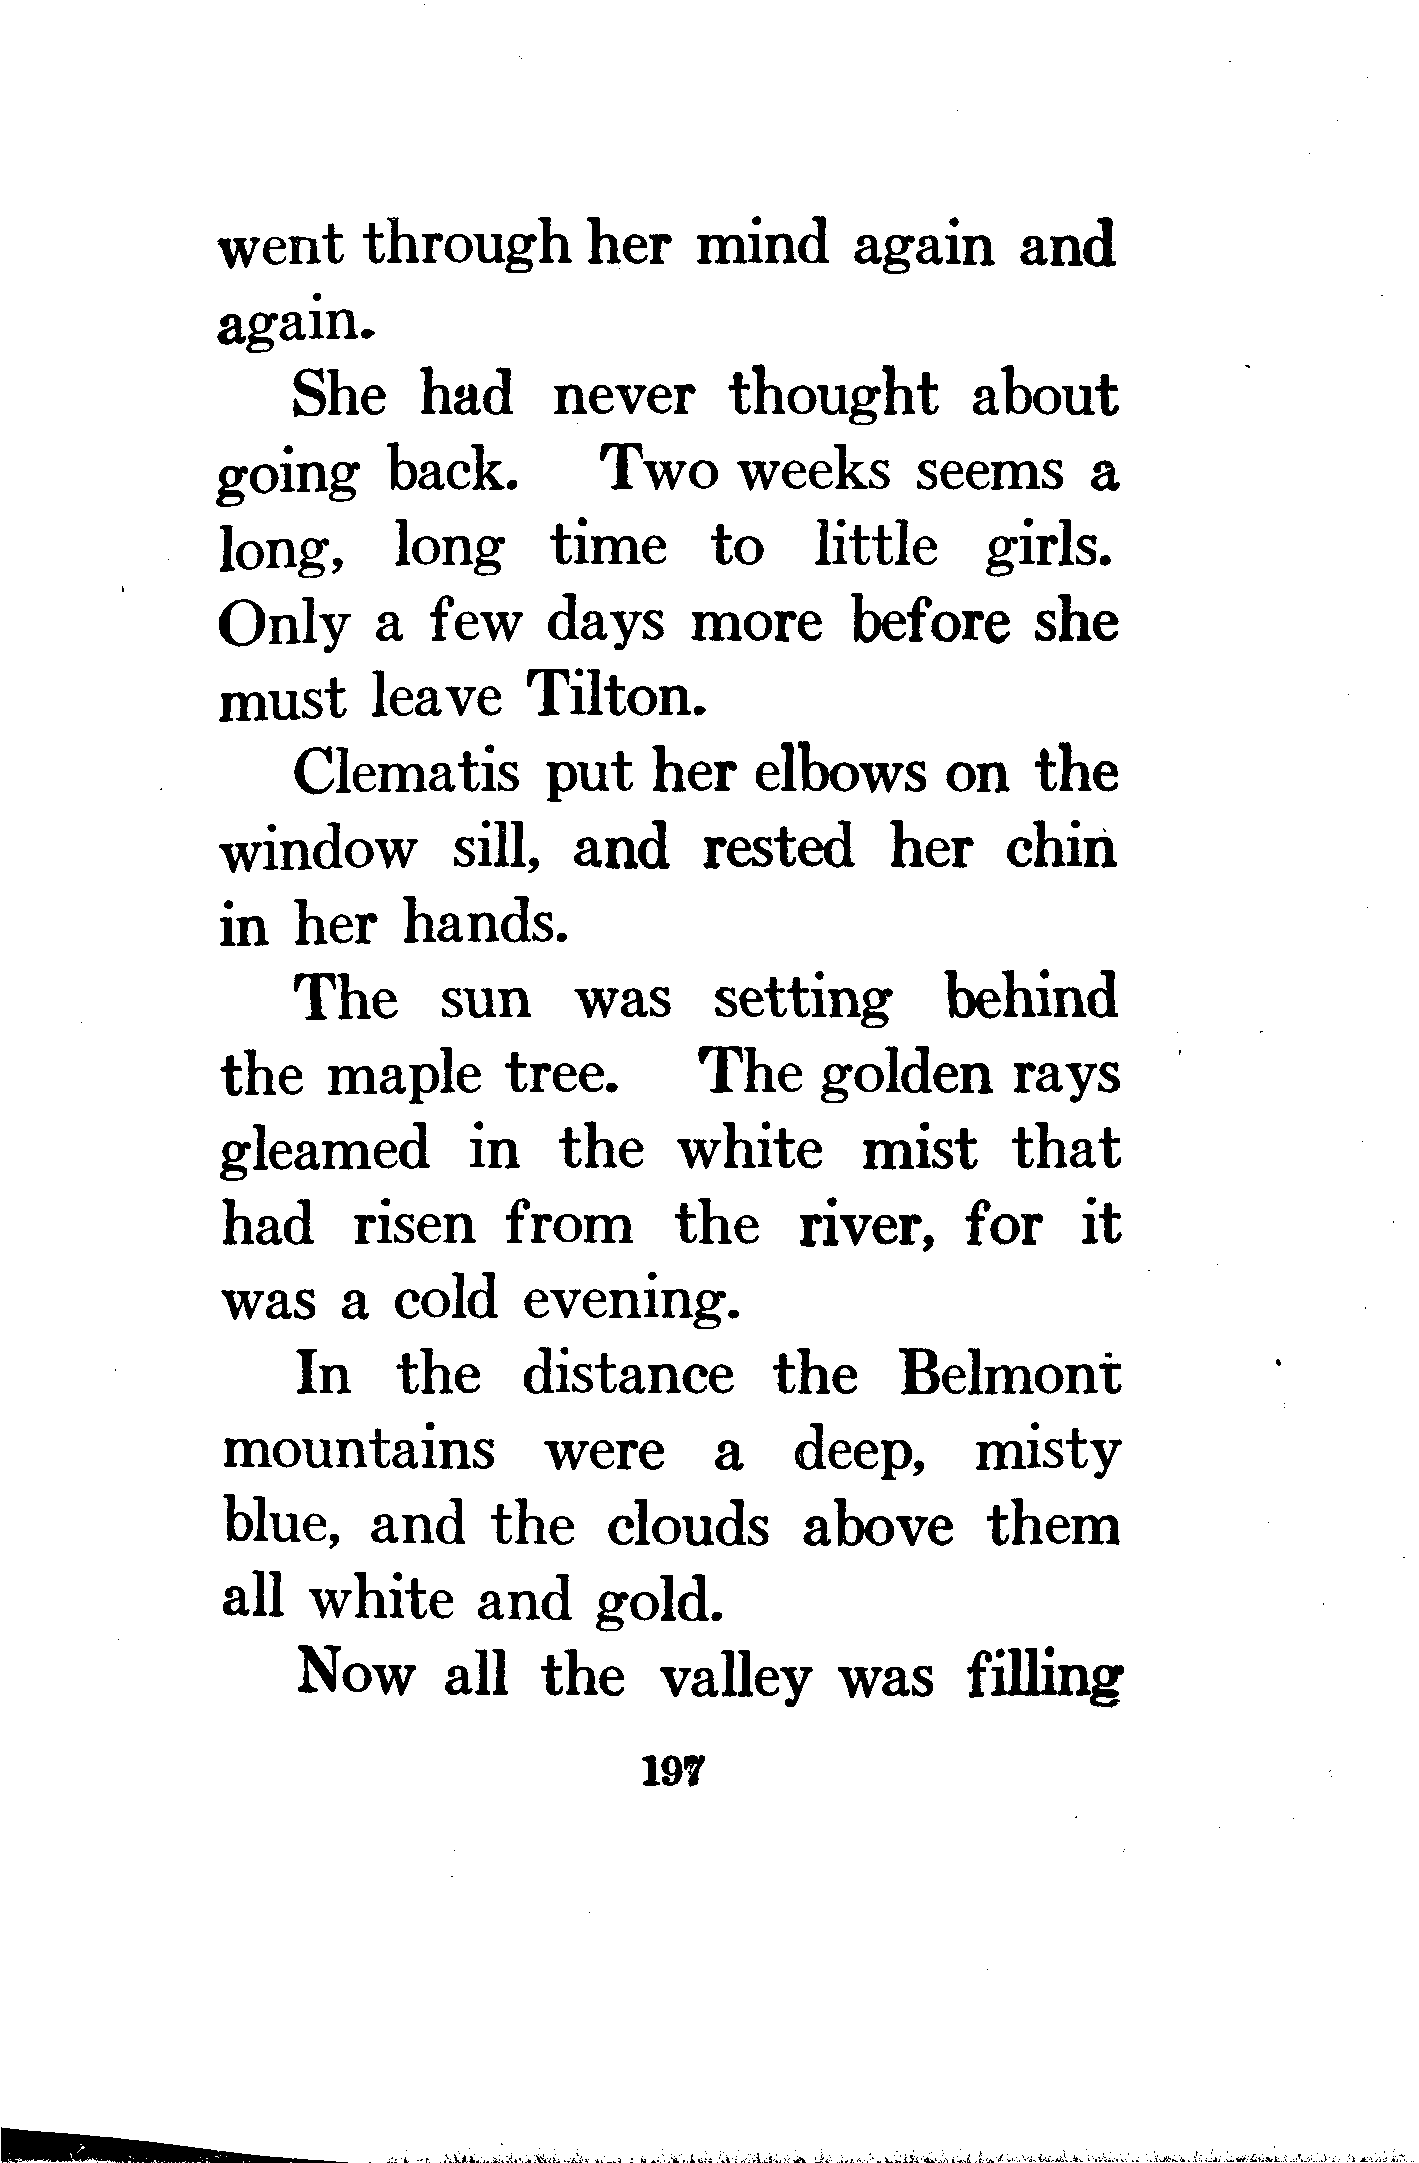 went through her mind again and
again.
She had never thought about
going back. Two weeks seems a
long, long time to little girls.
Only a few days more before she
must leave Tilton.
Clematis put her elbows on the
window sill, and rested her chin
in her hands.
The sun was setting behind
the maple tree. The golden rays
gleamed in the white mist that
had risen from the river, for it
was a cold evening.
In the distance the Belmont
mountains were a deep, misty
blue, and the clouds above them
all white and gold.
Now all the valley was filling
197